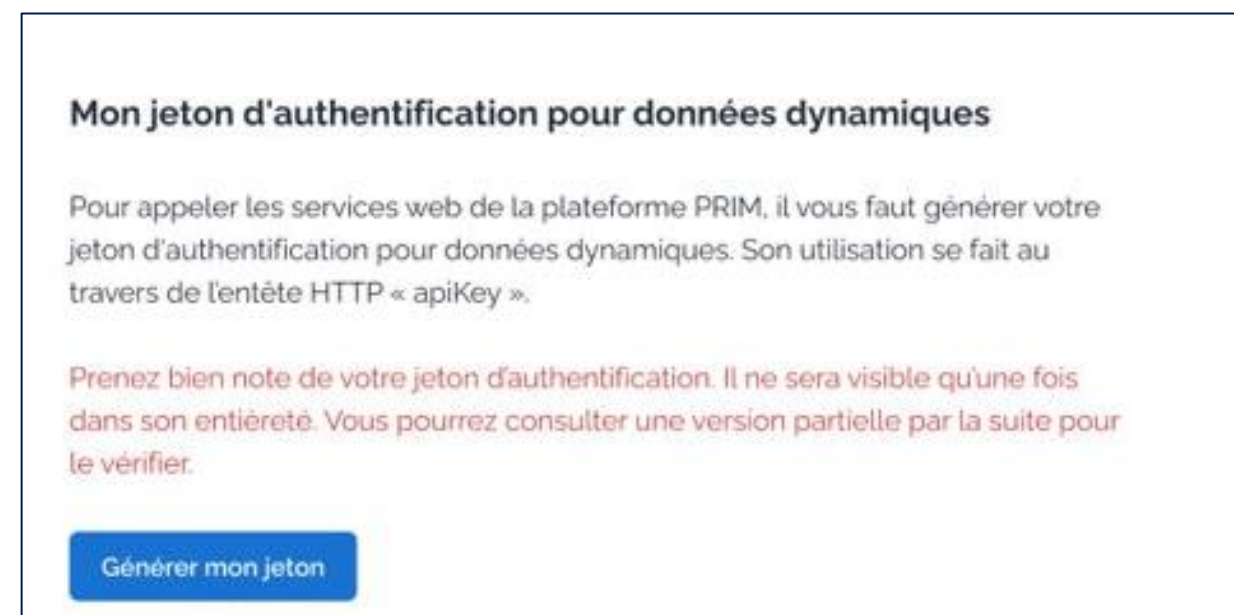 Mon jeton d'authentification pour données dynamiques
Pour appeler les services web de la plateforme PRIM, il vous faut générer votre
jeton d'authentification pour données dynamiques. Son utilisation se fait au
travers de l'entête HTTP « apiKey ».
Prenez bien note de votre jeton d'authentification. Il ne sera visible qu'une fois
dans son entièreté. Vous pourrez consulter une version partielle par la suite pour
le vérifier.
Générer mon jeton